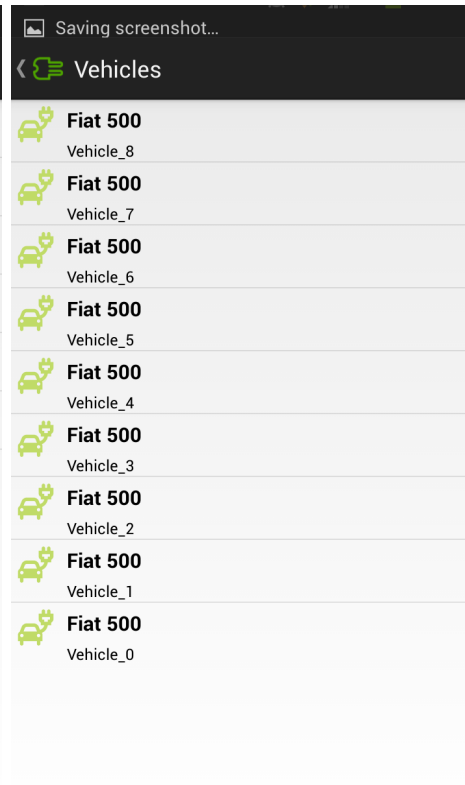 Saving screenshot...
Vehicles
Fiat 500
Vehicle_8
Fiat 500
Vehicle_7
Fiat 500
Vehicle_6
Fiat 500
Vehicle_5
Fiat 500
Vehicle_4
Fiat 500
Vehicle_3
Fiat 500
Vehicle_2
Fiat 500
Vehicle_1
Fiat 500
Vehicle_0